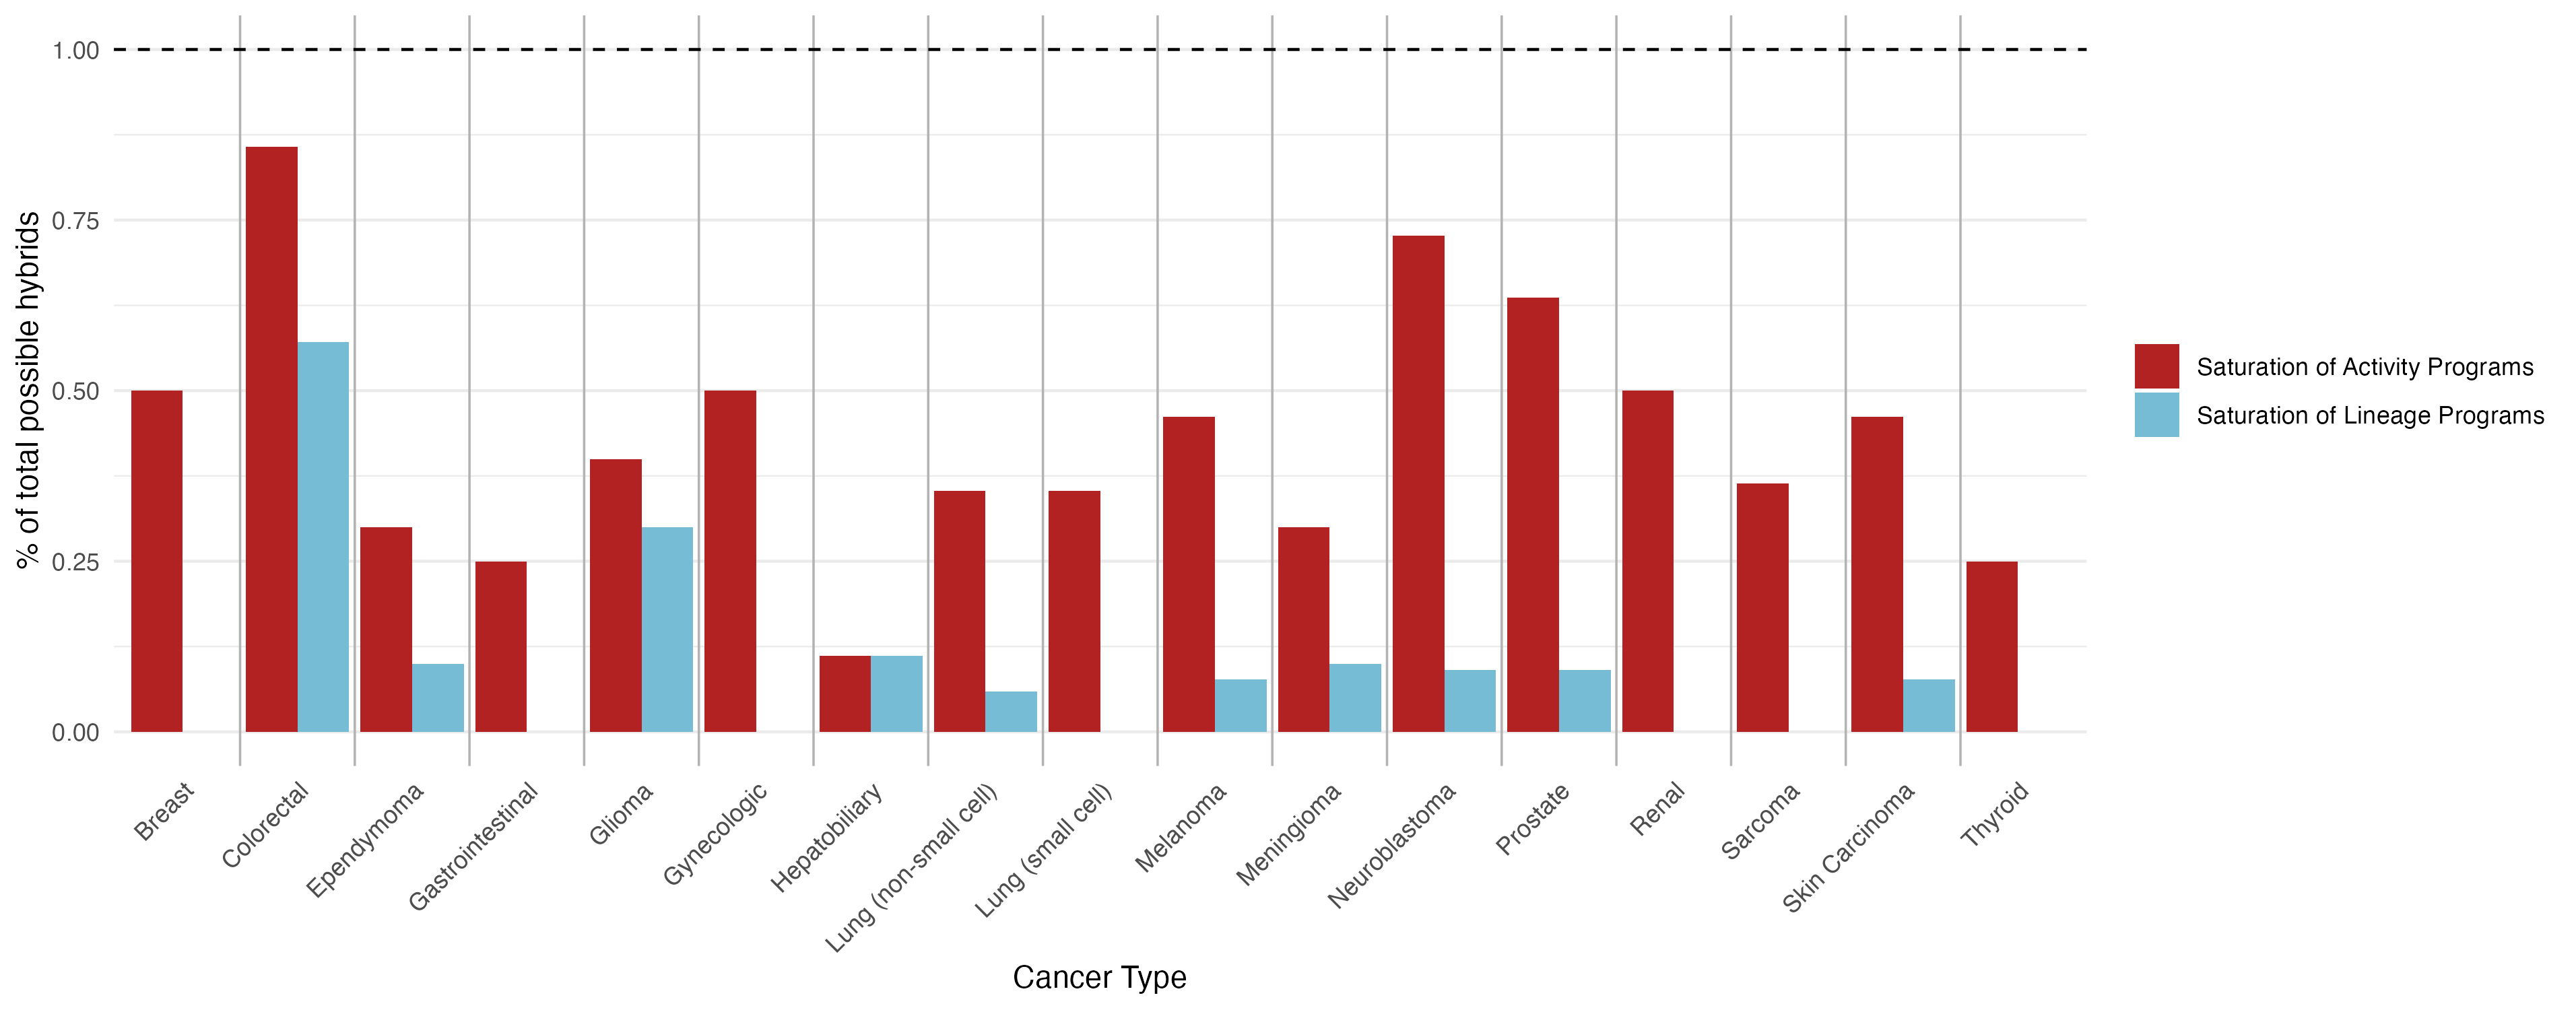 % of total possible hybrids
1.00
0.75
0.50
0.25
0.00
Breast
Colorectal
Ependymoma
Gastrointestinal
Glioma
Gynecologic
Hepatobiliary
Lung (non-small cell)
Lung (small cell)
Melanoma
Meningioma
Neuroblastoma
Prostate
Renal
Sarcoma
Skin Carcinoma
Thyroid
Cancer Type
Saturation of Activity Programs
Saturation of Lineage Programs